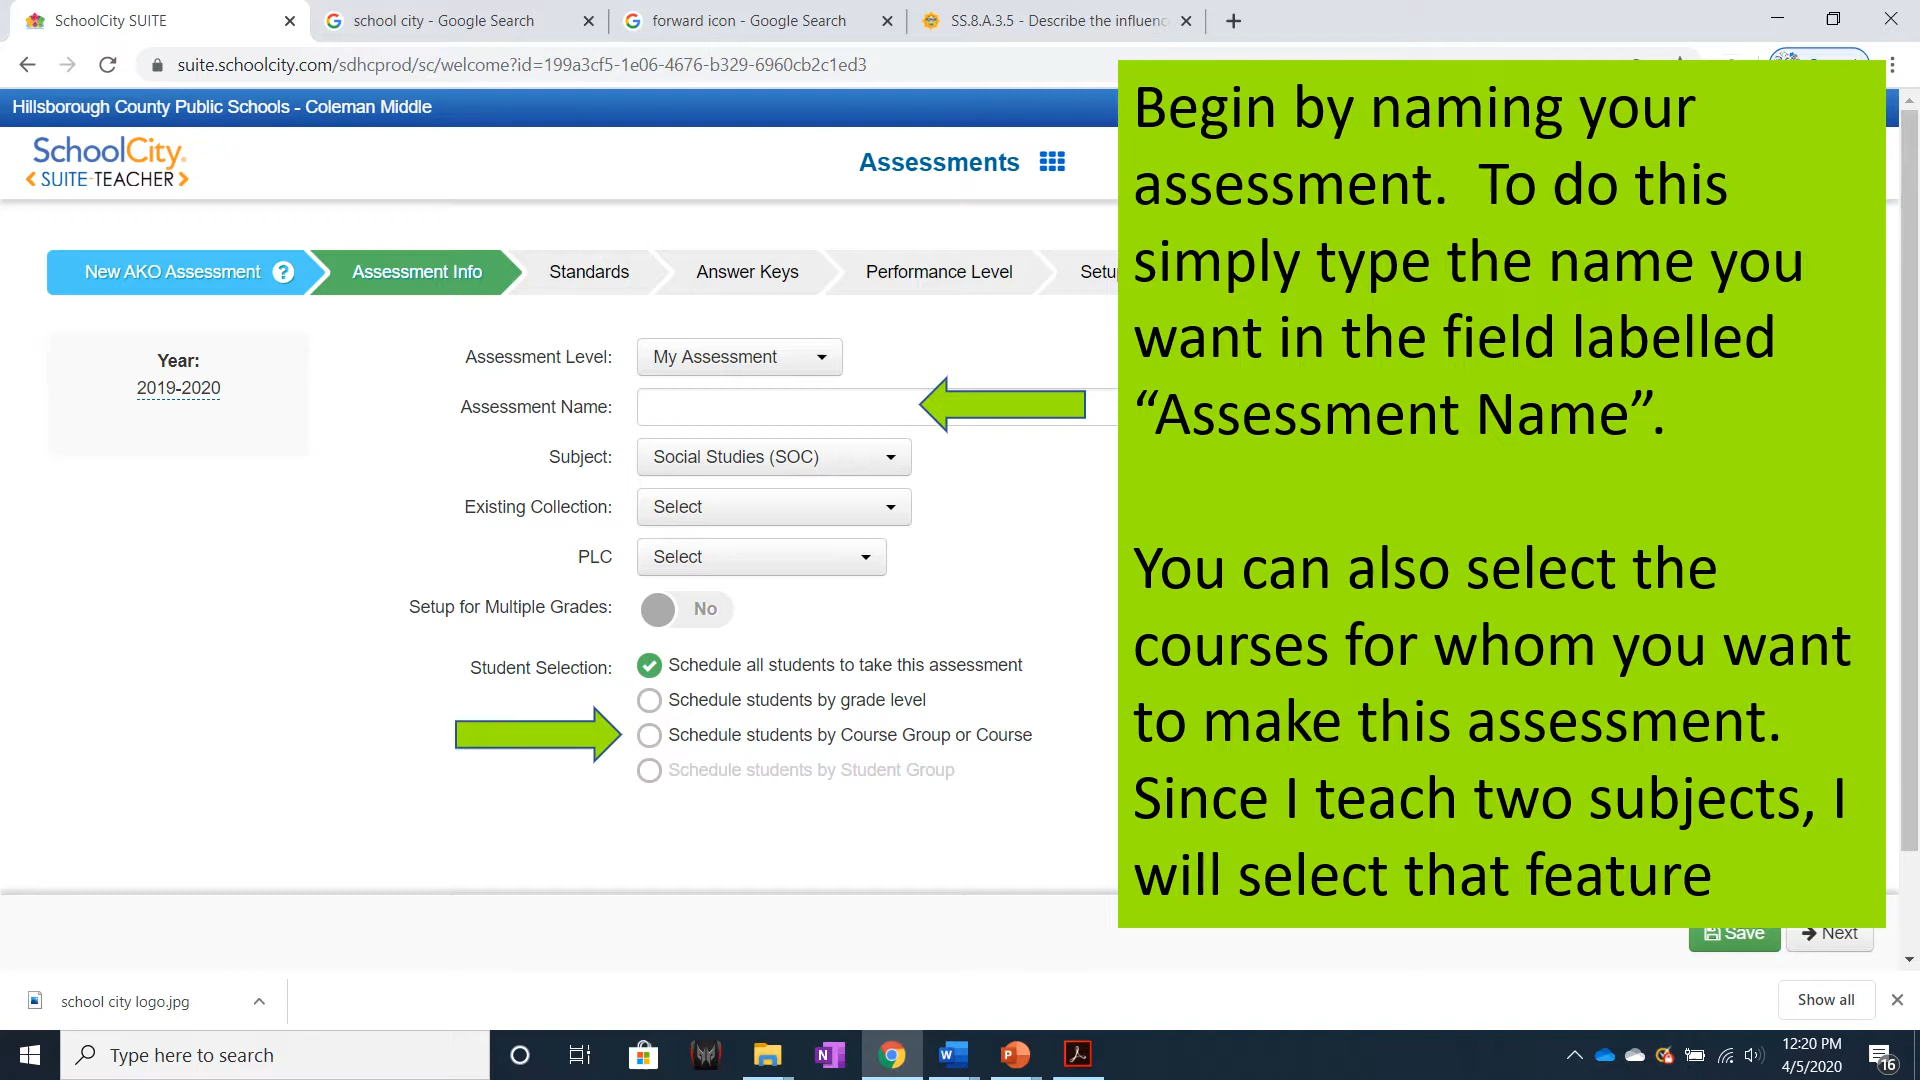 SchoolCity SUITE
school city - Google Search
forward icon - Google Search
SS.8.A.3.5 - Describe the influenc
suite.schoolcity.com/sdhcprod/sc/welcome?id=199a3cf5-1e06-4676-b329-6960cb2c1ed3
Hillsborough County Public Schools - Coleman Middle
SchoolCity
SUITE-TEACHER
Assessments
New AKO Assessment ?
Assessment Info
Standards
Answer Keys
Performance Level
Setu
Year:
2019-2020
Assessment Level: My Assessment
Assessment Name:
Subject: Social Studies (SOC)
Existing Collection: Select
PLC Select
Setup for Multiple Grades: No
Student Selection: Schedule all students to take this assessment
Schedule students by grade level
Schedule students by Course Group or Course
Schedule students by Student Group
Begin by naming your
assessment. To do this
simply type the name you
want in the field labelled
“Assessment Name”.
You can also select the
courses for whom you want
to make this assessment.
Since I teach two subjects, I
will select that feature
Save
Next
school city logo.jpg
Show all
Type here to search
12:20 PM
4/5/2020
16